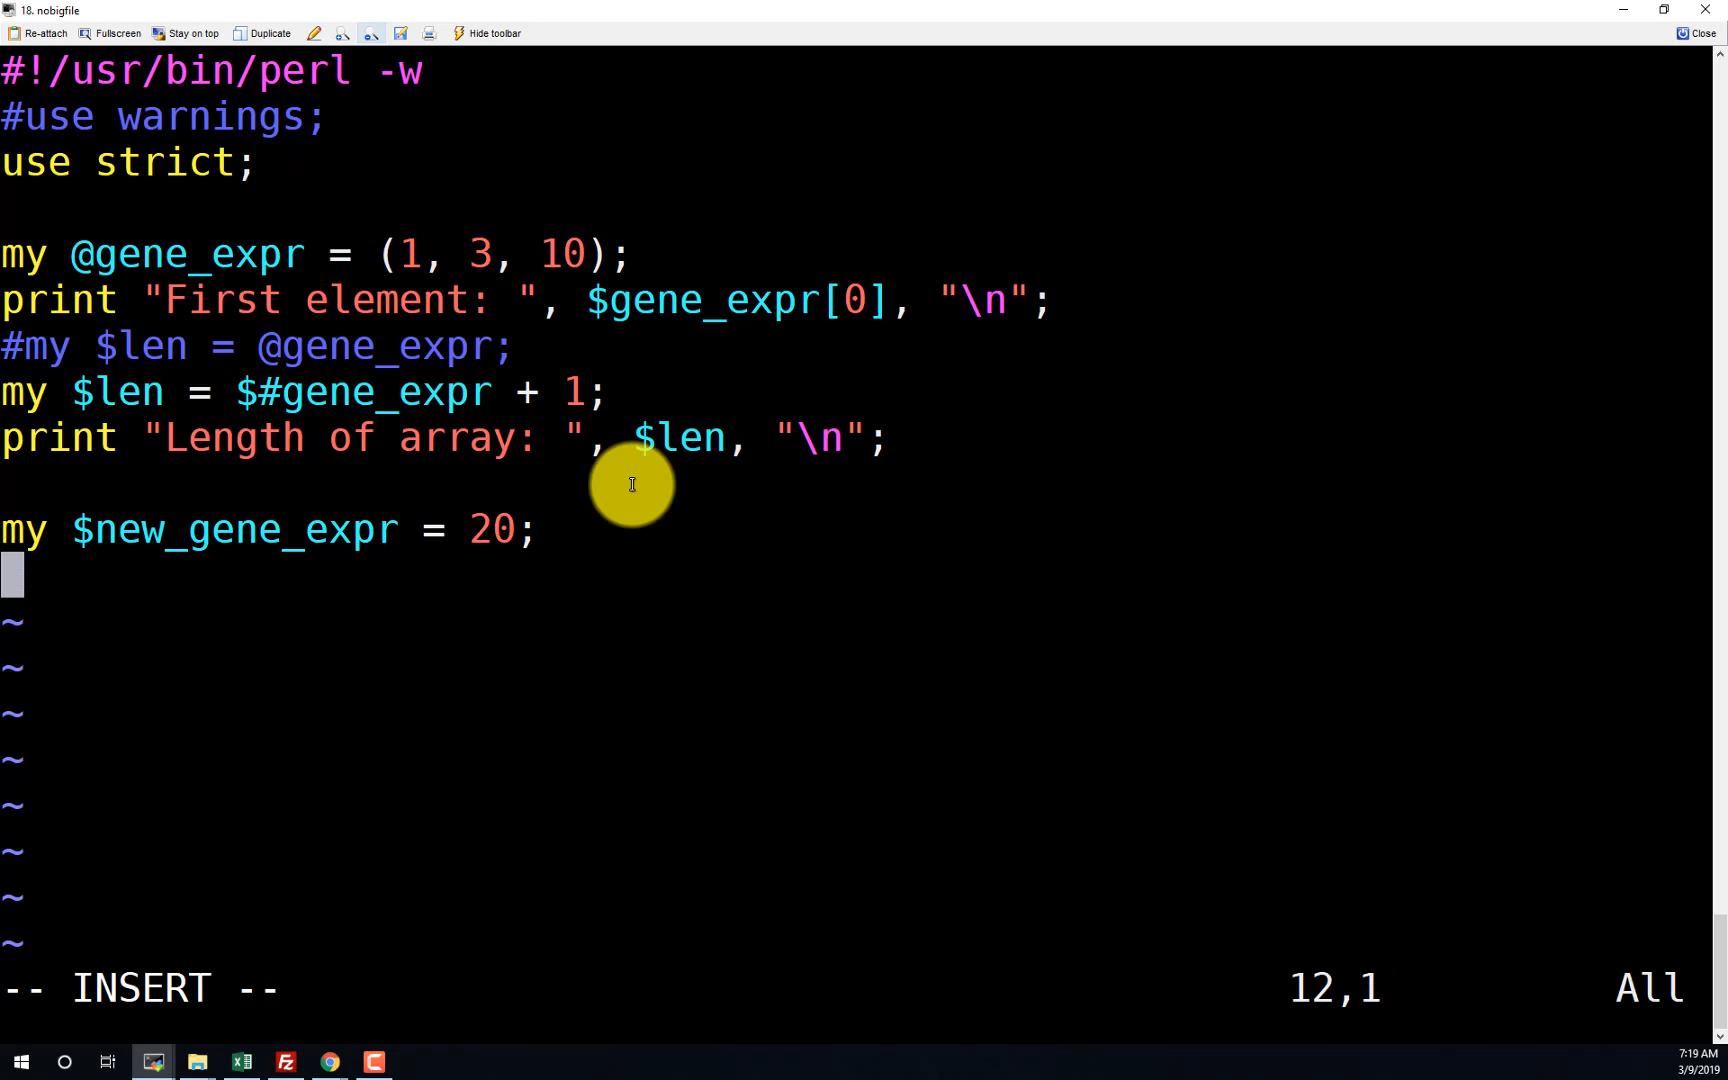 18. nobigfile
Re-attach Fullscreen Stay on top Duplicate Hide toolbar Close
#!/usr/bin/perl -w
#use warnings;
use strict;
my @gene_expr = (1, 3, 10);
print "First element: ", $gene_expr[0], "\n";
#my $len = @gene_expr;
my $len = $#gene_expr + 1;
print "Length of array: ", $len, "\n";
my $new_gene_expr = 20;
~
~
~
~
~
~
~
~
-- INSERT -- 12,1 All
7:19 AM
3/9/2019